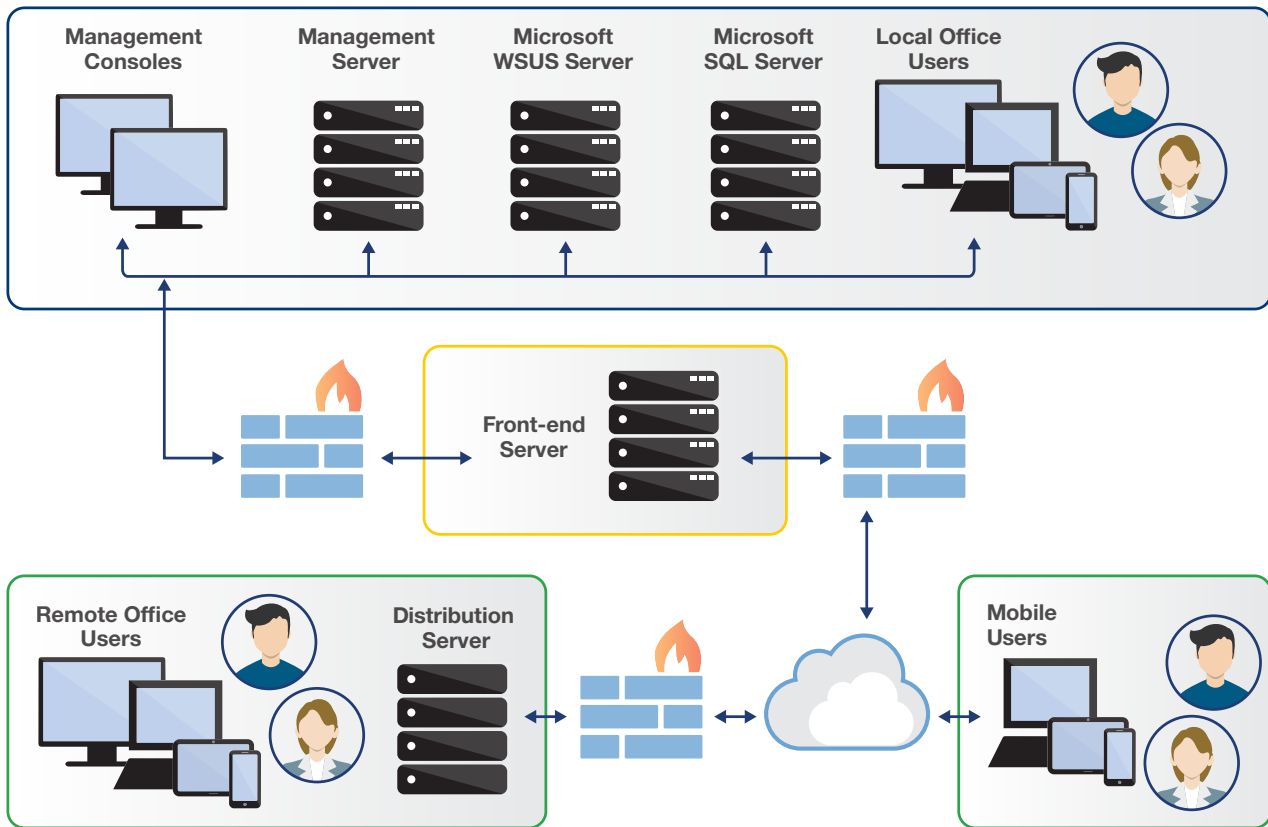 Management
Consoles
Management
Server
Microsoft
WSUS Server
Microsoft
SQL Server
Local Office
Users
Front-end
Server
Remote Office
Users
Distribution
Server
Mobile
Users